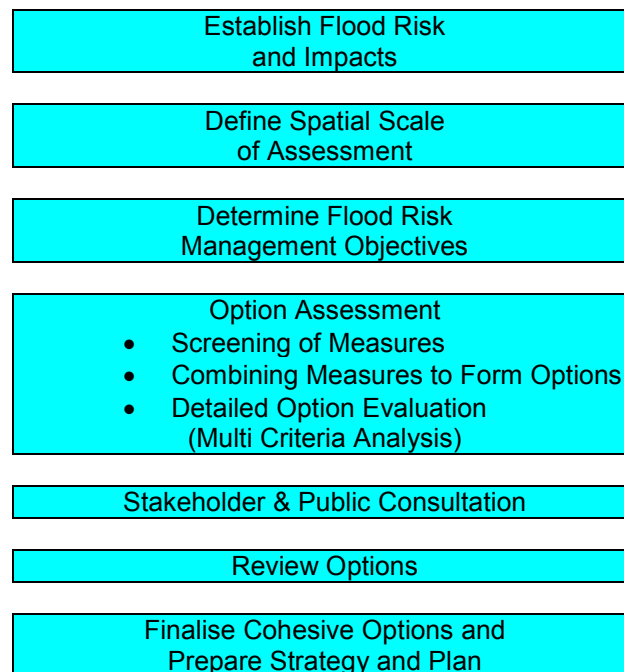 Establish Flood Risk
and Impacts
Define Spatial Scale
of Assessment
Determine Flood Risk
Management Objectives
Option Assessment
• Screening of Measures
• Combining Measures to Form Options
• Detailed Option Evaluation
(Multi Criteria Analysis)
Stakeholder & Public Consultation
Review Options
Finalise Cohesive Options and
Prepare Strategy and Plan